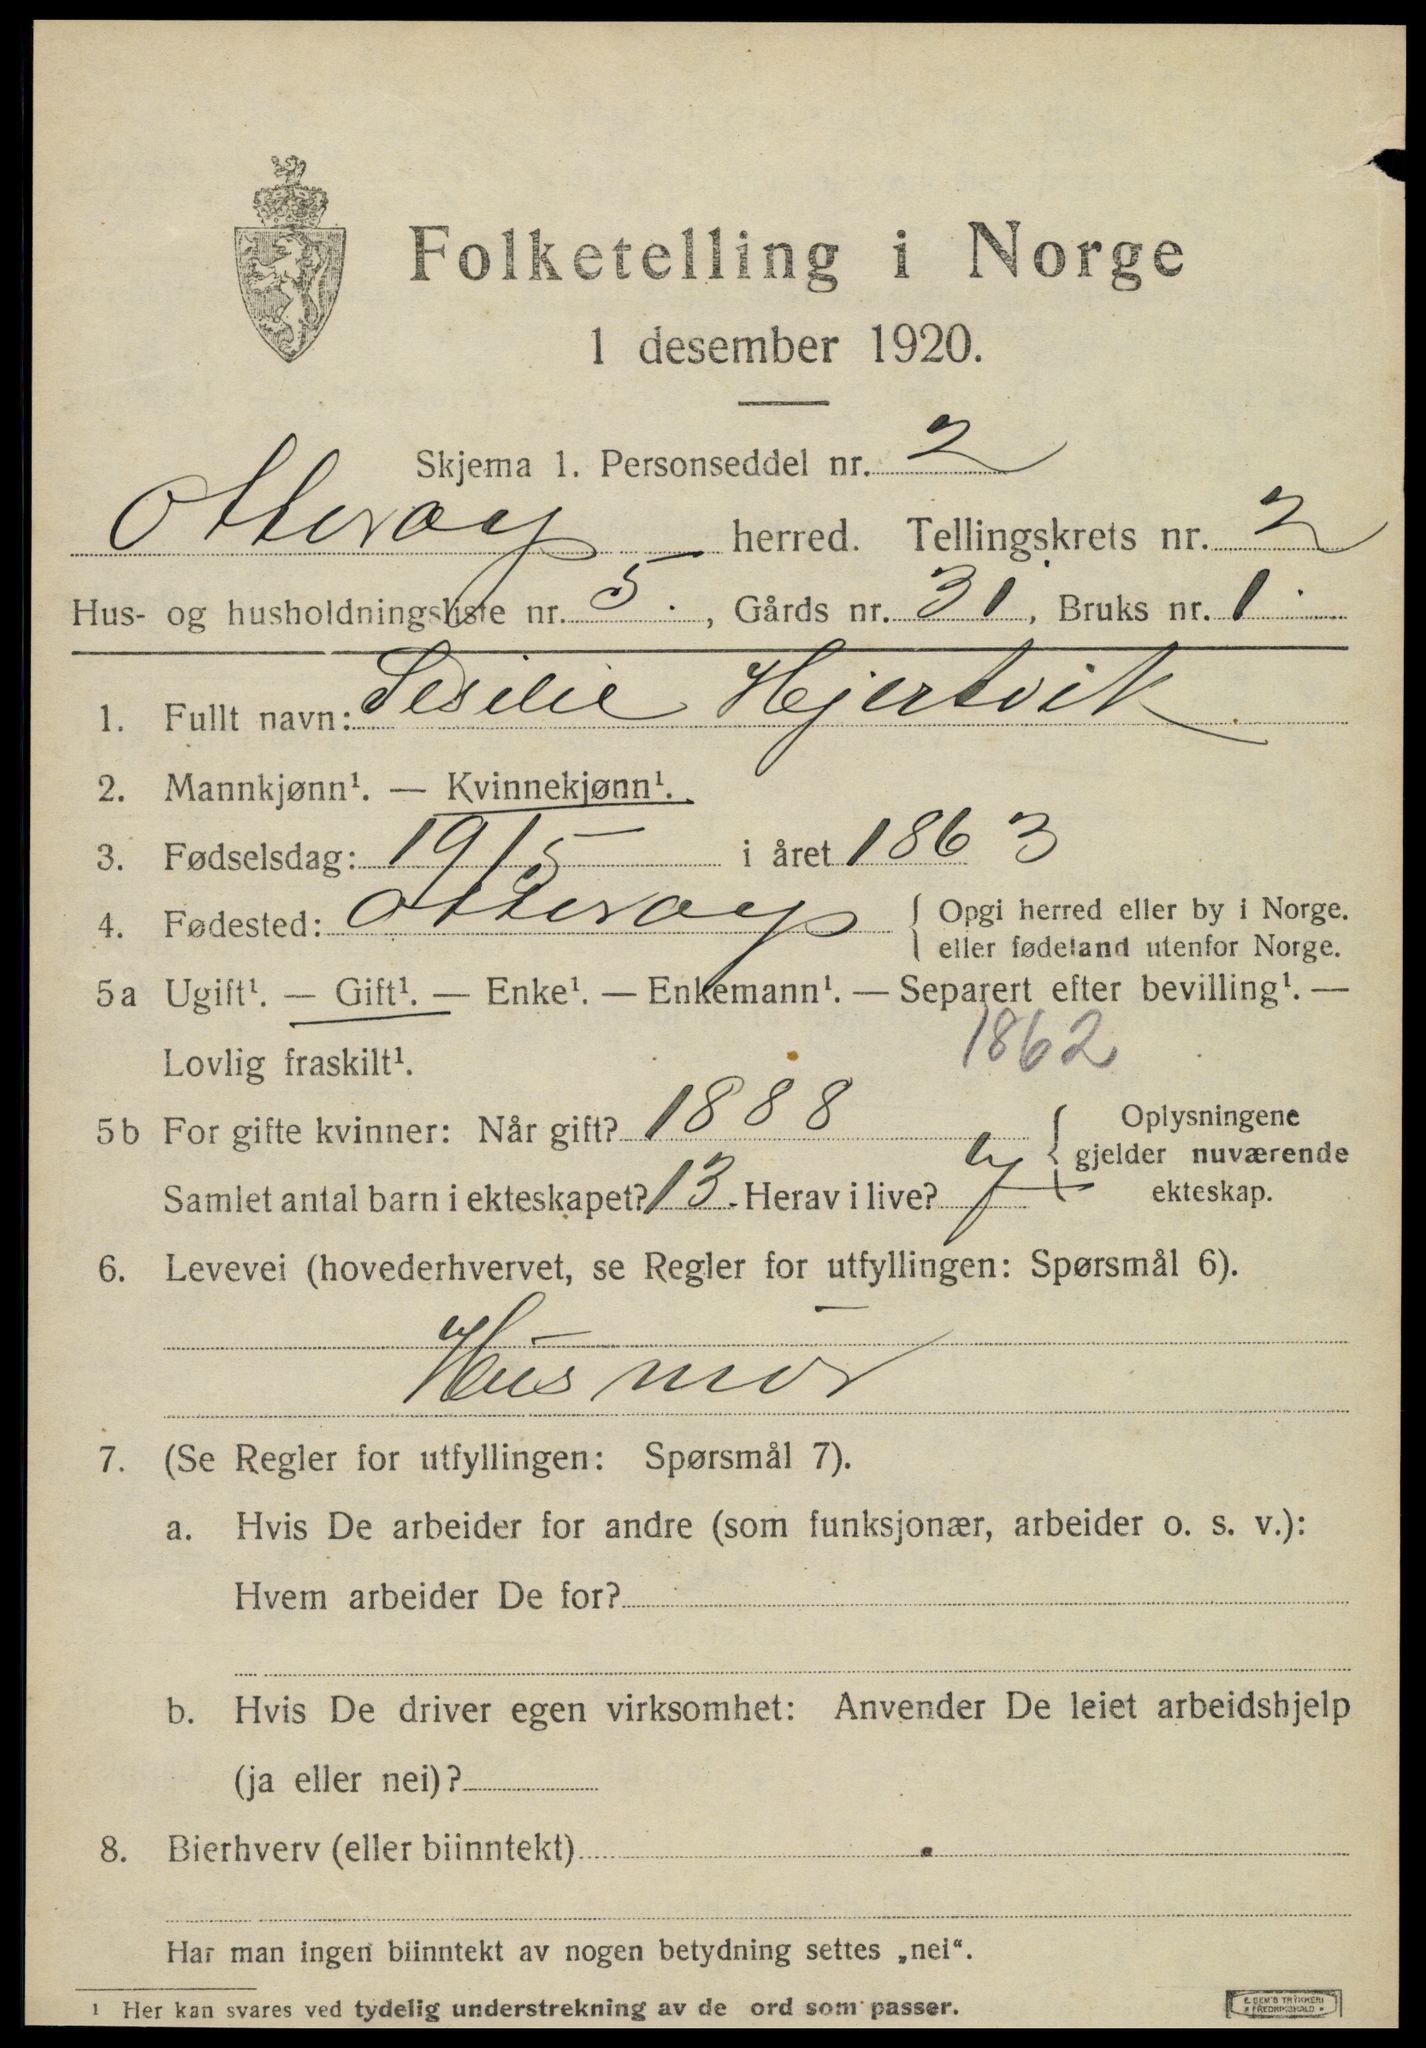 Folketelling i Norge
1 desember 1920.
Skjema 1. Personseddel nr. 2
Otterøy herred. Tellingskrets nr. 2
Hus- og husholdningsliste nr. 5., Gårds nr. 31, Bruks nr. 1.
1. Fullt navn: Sesilie Hjertvik
2. Mannkjønn¹. — Kvinnekjønn¹.
3. Fødselsdag: 19/5 i året 1863
4. Fødested: Otterøy { Opgi herred eller by i Norge.
eller fødeland utenfor Norge.
5a Ugift¹. — Gift¹. — Enke¹. — Enkemann¹. — Separert efter bevilling¹. —
Lovlig fraskilt¹. 1862
5b For gifte kvinner: Når gift? 1888 { Oplysningene
gjelder nuværende
Samlet antal barn i ekteskapet? 13. Herav i live? 7 ekteskap.
6. Levevei (hovederhvervet, se Regler for utfyllingen: Spørsmål 6).
Husmor
7. (Se Regler for utfyllingen: Spørsmål 7).
a. Hvis De arbeider for andre (som funksjonær, arbeider o. s. v.):
Hvem arbeider De for?
b. Hvis De driver egen virksomhet: Anvender De leiet arbeidshjelp
(ja eller nei)?
8. Bierhverv (eller biinntekt)
Har man ingen biinntekt av nogen betydning settes „nei“.
¹ Her kan svares ved tydelig understrekning av de ord som passer.
E. SEM'S TRYKKERI
FREDRIKSHALD